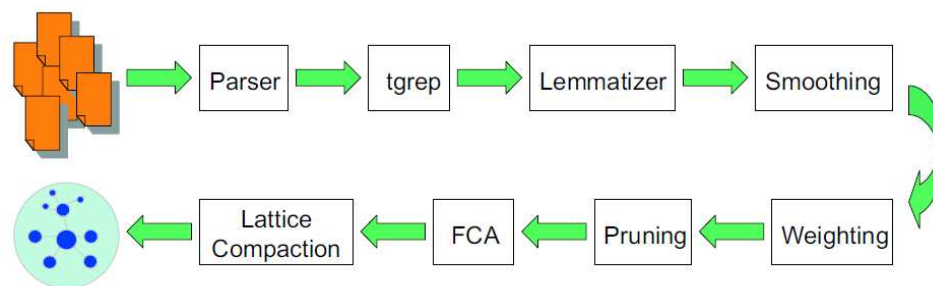 Parser
tgrep
Lemmatizer
Smoothing
Weighting
Pruning
FCA
Lattice
Compaction